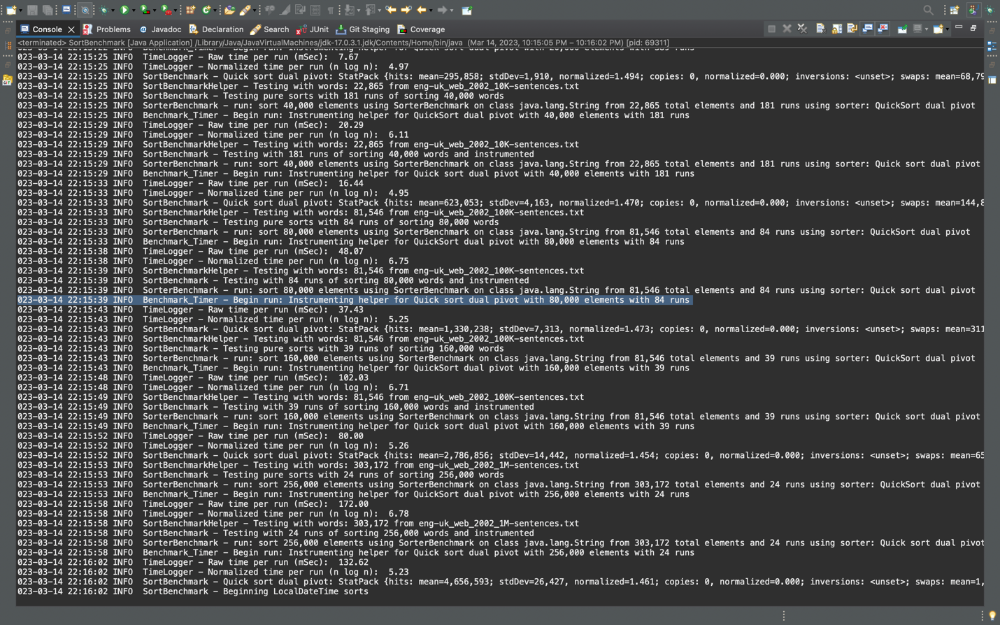 Console
Problems
Javadoc
Declaration
Search
JUnit
Git Staging
Coverage
<terminated> SortBenchmark [Java Application] /Library/Java/JavaVirtualMachines/jdk-17.0.3.1.jdk/Contents/Home/bin/java (Mar 14, 2023, 10:15:05 PM – 10:16:02 PM) [pid: 69311]
023-03-14 22:15:25 INFO TimeLogger - Raw time per run (mSec): 7.67
023-03-14 22:15:25 INFO TimeLogger - Normalized time per run (n log n): 4.97
023-03-14 22:15:25 INFO SortBenchmark - Quick sort dual pivot: StatPack {hits: mean=295,858; stdDev=1,910, normalized=1.494; copies: 0, normalized=0.000; inversions: <unset>; swaps: mean=68,79
023-03-14 22:15:25 INFO SortBenchmarkHelper - Testing with words: 22,865 from eng-uk_web_2002_10K-sentences.txt
023-03-14 22:15:25 INFO SortBenchmark - Testing pure sorts with 181 runs of sorting 40,000 words
023-03-14 22:15:25 INFO SorterBenchmark - run: sort 40,000 elements using SorterBenchmark on class java.lang.String from 22,865 total elements and 181 runs using sorter: QuickSort dual pivot
023-03-14 22:15:25 INFO Benchmark_Timer - Begin run: Instrumenting helper for QuickSort dual pivot with 40,000 elements with 181 runs
023-03-14 22:15:29 INFO TimeLogger - Raw time per run (mSec): 20.29
023-03-14 22:15:29 INFO TimeLogger - Normalized time per run (n log n): 6.11
023-03-14 22:15:29 INFO SortBenchmarkHelper - Testing with words: 22,865 from eng-uk_web_2002_10K-sentences.txt
023-03-14 22:15:29 INFO SortBenchmark - Testing with 181 runs of sorting 40,000 words and instrumented
023-03-14 22:15:29 INFO SorterBenchmark - run: sort 40,000 elements using SorterBenchmark on class java.lang.String from 22,865 total elements and 181 runs using sorter: Quick sort dual pivot
023-03-14 22:15:29 INFO Benchmark_Timer - Begin run: Instrumenting helper for Quick sort dual pivot with 40,000 elements with 181 runs
023-03-14 22:15:33 INFO TimeLogger - Raw time per run (mSec): 16.44
023-03-14 22:15:33 INFO TimeLogger - Normalized time per run (n log n): 4.95
023-03-14 22:15:33 INFO SortBenchmark - Quick sort dual pivot: StatPack {hits: mean=623,053; stdDev=4,163, normalized=1.470; copies: 0, normalized=0.000; inversions: <unset>; swaps: mean=144,8
023-03-14 22:15:33 INFO SortBenchmarkHelper - Testing with words: 81,546 from eng-uk_web_2002_100K-sentences.txt
023-03-14 22:15:33 INFO SortBenchmark - Testing pure sorts with 84 runs of sorting 80,000 words
023-03-14 22:15:33 INFO SorterBenchmark - run: sort 80,000 elements using SorterBenchmark on class java.lang.String from 81,546 total elements and 84 runs using sorter: QuickSort dual pivot
023-03-14 22:15:33 INFO Benchmark_Timer - Begin run: Instrumenting helper for QuickSort dual pivot with 80,000 elements with 84 runs
023-03-14 22:15:38 INFO TimeLogger - Raw time per run (mSec): 48.07
023-03-14 22:15:38 INFO TimeLogger - Normalized time per run (n log n): 6.75
023-03-14 22:15:39 INFO SortBenchmarkHelper - Testing with words: 81,546 from eng-uk_web_2002_100K-sentences.txt
023-03-14 22:15:39 INFO SortBenchmark - Testing with 84 runs of sorting 80,000 words and instrumented
023-03-14 22:15:39 INFO SorterBenchmark - run: sort 80,000 elements using SorterBenchmark on class java.lang.String from 81,546 total elements and 84 runs using sorter: Quick sort dual pivot
023-03-14 22:15:39 INFO Benchmark_Timer - Begin run: Instrumenting helper for Quick sort dual pivot with 80,000 elements with 84 runs
023-03-14 22:15:43 INFO TimeLogger - Raw time per run (mSec): 37.43
023-03-14 22:15:43 INFO TimeLogger - Normalized time per run (n log n): 5.25
023-03-14 22:15:43 INFO SortBenchmark - Quick sort dual pivot: StatPack {hits: mean=1,330,238; stdDev=7,313, normalized=1.473; copies: 0, normalized=0.000; inversions: <unset>; swaps: mean=311
023-03-14 22:15:43 INFO SortBenchmarkHelper - Testing with words: 81,546 from eng-uk_web_2002_100K-sentences.txt
023-03-14 22:15:43 INFO SortBenchmark - Testing pure sorts with 39 runs of sorting 160,000 words
023-03-14 22:15:43 INFO SorterBenchmark - run: sort 160,000 elements using SorterBenchmark on class java.lang.String from 81,546 total elements and 39 runs using sorter: QuickSort dual pivot
023-03-14 22:15:43 INFO Benchmark_Timer - Begin run: Instrumenting helper for QuickSort dual pivot with 160,000 elements with 39 runs
023-03-14 22:15:48 INFO TimeLogger - Raw time per run (mSec): 102.03
023-03-14 22:15:48 INFO TimeLogger - Normalized time per run (n log n): 6.71
023-03-14 22:15:49 INFO SortBenchmarkHelper - Testing with words: 81,546 from eng-uk_web_2002_100K-sentences.txt
023-03-14 22:15:49 INFO SortBenchmark - Testing with 39 runs of sorting 160,000 words and instrumented
023-03-14 22:15:49 INFO SorterBenchmark - run: sort 160,000 elements using SorterBenchmark on class java.lang.String from 81,546 total elements and 39 runs using sorter: Quick sort dual pivot
023-03-14 22:15:49 INFO Benchmark_Timer - Begin run: Instrumenting helper for Quick sort dual pivot with 160,000 elements with 39 runs
023-03-14 22:15:52 INFO TimeLogger - Raw time per run (mSec): 80.00
023-03-14 22:15:52 INFO TimeLogger - Normalized time per run (n log n): 5.26
023-03-14 22:15:52 INFO SortBenchmark - Quick sort dual pivot: StatPack {hits: mean=2,786,856; stdDev=14,442, normalized=1.454; copies: 0, normalized=0.000; inversions: <unset>; swaps: mean=65
023-03-14 22:15:53 INFO SortBenchmarkHelper - Testing with words: 303,172 from eng-uk_web_2002_1M-sentences.txt
023-03-14 22:15:53 INFO SortBenchmark - Testing pure sorts with 24 runs of sorting 256,000 words
023-03-14 22:15:53 INFO SorterBenchmark - run: sort 256,000 elements using SorterBenchmark on class java.lang.String from 303,172 total elements and 24 runs using sorter: QuickSort dual pivot
023-03-14 22:15:53 INFO Benchmark_Timer - Begin run: Instrumenting helper for QuickSort dual pivot with 256,000 elements with 24 runs
023-03-14 22:15:58 INFO TimeLogger - Raw time per run (mSec): 172.00
023-03-14 22:15:58 INFO TimeLogger - Normalized time per run (n log n): 6.78
023-03-14 22:15:58 INFO SortBenchmarkHelper - Testing with words: 303,172 from eng-uk_web_2002_1M-sentences.txt
023-03-14 22:15:58 INFO SortBenchmark - Testing with 24 runs of sorting 256,000 words and instrumented
023-03-14 22:15:58 INFO SorterBenchmark - run: sort 256,000 elements using SorterBenchmark on class java.lang.String from 303,172 total elements and 24 runs using sorter: Quick sort dual pivot
023-03-14 22:15:58 INFO Benchmark_Timer - Begin run: Instrumenting helper for Quick sort dual pivot with 256,000 elements with 24 runs
023-03-14 22:16:02 INFO TimeLogger - Raw time per run (mSec): 132.62
023-03-14 22:16:02 INFO TimeLogger - Normalized time per run (n log n): 5.23
023-03-14 22:16:02 INFO SortBenchmark - Quick sort dual pivot: StatPack {hits: mean=4,656,593; stdDev=26,427, normalized=1.461; copies: 0, normalized=0.000; inversions: <unset>; swaps: mean=1,
023-03-14 22:16:02 INFO SortBenchmark - Beginning LocalDateTime sorts